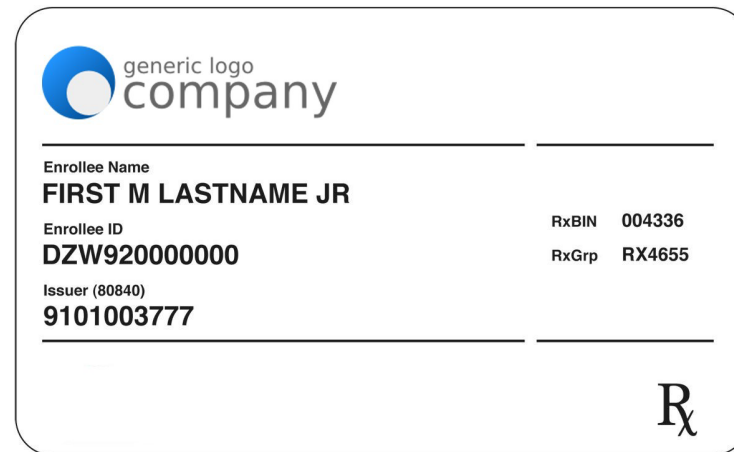 generic logo
company
Enrollee Name
FIRST M LASTNAME JR
Enrollee ID
DZW920000000
Issuer (80840)
9101003777
RxBIN 004336
RxGrp RX4655
Rx